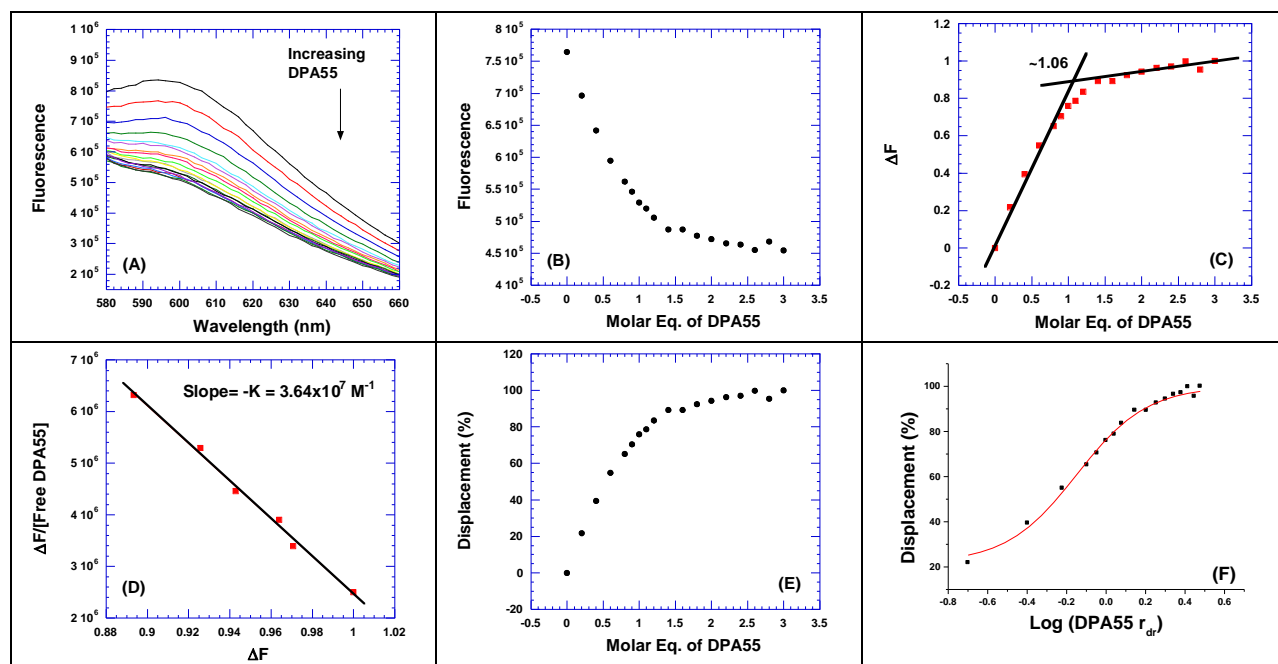 1 10⁶
9 10⁵
8 10⁵
7 10⁵
6 10⁵
5 10⁵
4 10⁵
3 10⁵
2 10⁵
Fluorescence
Increasing
DPA55
(A)
580 590 600 610 620 630 640 650 660
Wavelength (nm)
8 10⁵
7.5 10⁵
7 10⁵
6.5 10⁵
6 10⁵
5.5 10⁵
5 10⁵
4.5 10⁵
4 10⁵
Fluorescence
(B)
-0.5 0 0.5 1 1.5 2 2.5 3 3.5
Molar Eq. of DPA55
1.2
1
0.8
0.6
0.4
0.2
0
-0.2
ΔF
~1.06
(C)
-0.5 0 0.5 1 1.5 2 2.5 3 3.5
Molar Eq. of DPA55
7 10⁶
6 10⁶
5 10⁶
4 10⁶
3 10⁶
2 10⁶
ΔF/[Free DPA55]
Slope= -K = 3.64x10⁷ M⁻¹
(D)
0.88 0.9 0.92 0.94 0.96 0.98 1 1.02
ΔF
120
100
80
60
40
20
0
-20
Displacement (%)
(E)
-0.5 0 0.5 1 1.5 2 2.5 3 3.5
Molar Eq. of DPA55
100
80
60
40
20
Displacement (%)
(F)
-0.8 -0.6 -0.4 -0.2 0.0 0.2 0.4 0.6
Log (DPA55 r_dr)